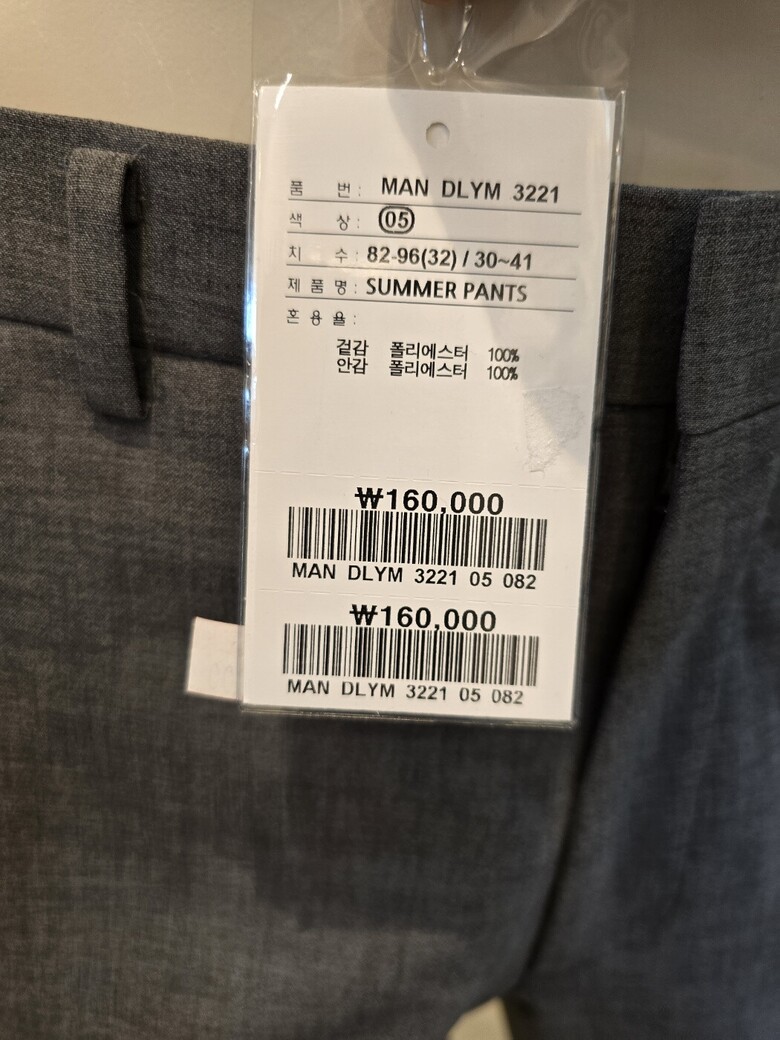 품 번 : MAN DLYM 3221
색 상 : 05
치 수 : 82-96(32) / 30~41
제 품 명 : SUMMER PANTS
혼 용 율 :
겉감 폴리에스터 100%
안감 폴리에스터 100%
₩160,000
MAN DLYM 3221 05 082
₩160,000
MAN DLYM 3221 05 082